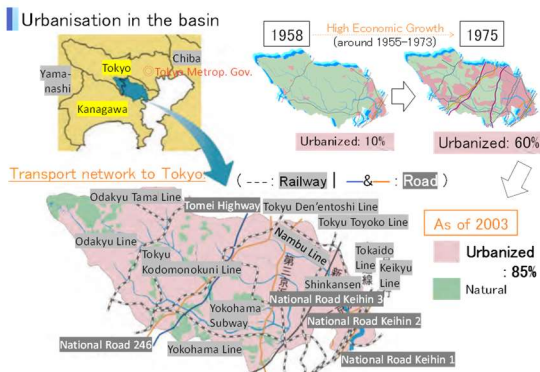 Urbanisation in the basin
1958
High Economic Growth
(around 1955-1973)
1975
Chiba
Tokyo
Tokyo Metrop. Gov.
Yama-
nashi
Kanagawa
Urbanized: 10%
Urbanized: 60%
Transport network to Tokyo
( ---: Railway | —&—: Road )
As of 2003
Urbanized
: 85%
Natural
Odakyu Tama Line
Tomei Highway
Tokyu Den'entoshi Line
Tokyu Toyoko Line
Odakyu Line
Nambu Line
Tokyu
Kodomonokuni Line
Tokaido
Line
Keikyu
Line
第三京
Shinkansen
National Road Keihin 3
Yokohama
Subway
National Road Keihin 2
National Road 246
Yokohama Line
National Road Keihin 1